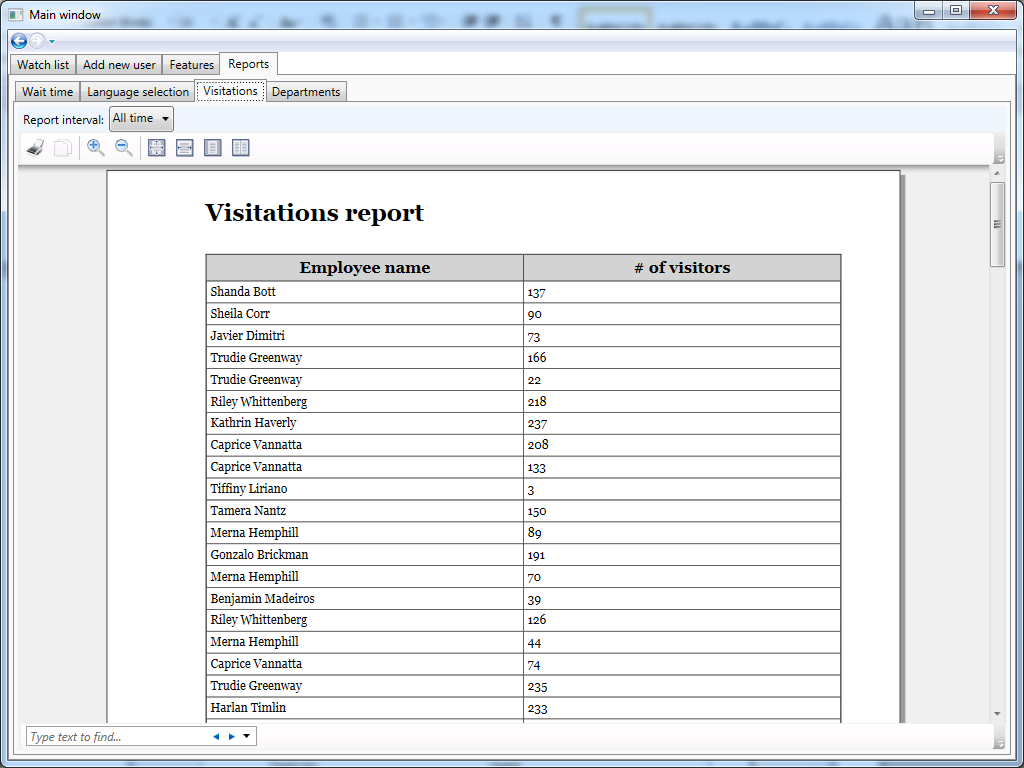 Main window
Watch list Add new user Features Reports
Wait time Language selection Visitations Departments
Report interval: All time
Visitations report
Employee name # of visitors
Shanda Bott 137
Sheila Corr 90
Javier Dimitri 73
Trudie Greenway 166
Trudie Greenway 22
Riley Whittenberg 218
Kathrin Haverly 237
Caprice Vannatta 208
Caprice Vannatta 133
Tiffiny Liriano 3
Tamera Nantz 150
Merna Hemphill 89
Gonzalo Brickman 191
Merna Hemphill 70
Benjamin Madeiros 39
Riley Whittenberg 126
Merna Hemphill 44
Caprice Vannatta 74
Trudie Greenway 235
Harlan Timlin 233
Type text to find...